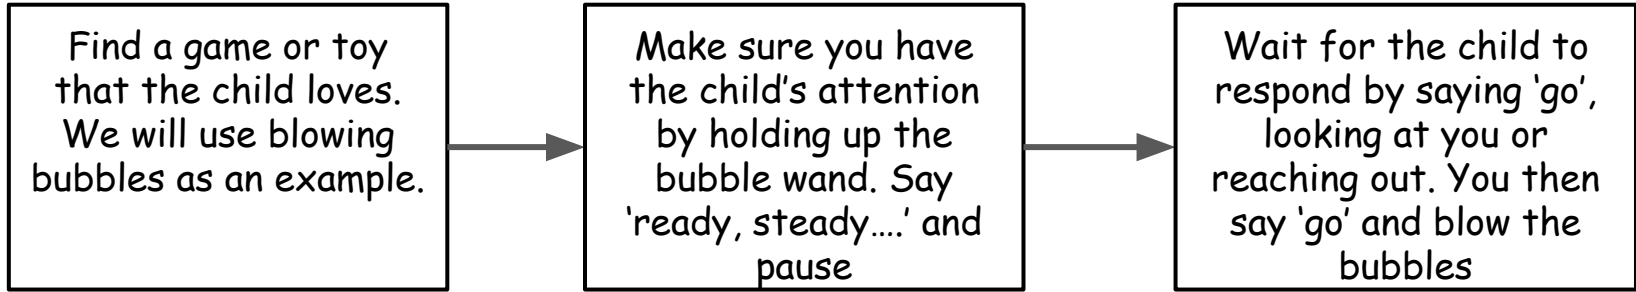 Find a game or toy
that the child loves.
We will use blowing
bubbles as an example.
Make sure you have
the child's attention
by holding up the
bubble wand. Say
'ready, steady....' and
pause
Wait for the child to
respond by saying 'go',
looking at you or
reaching out. You then
say 'go' and blow the
bubbles